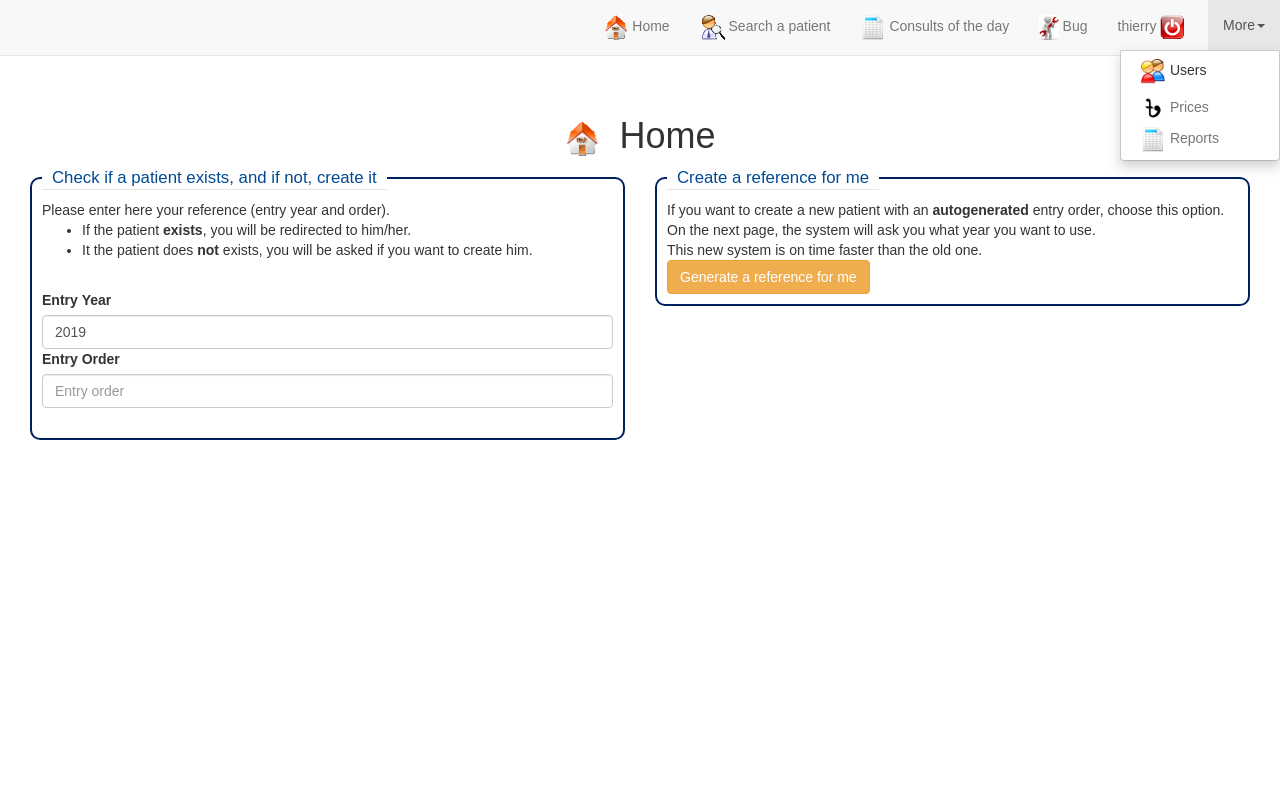 Home Search a patient Consults of the day Bug thierry More
Users
Prices
Reports
Home
Check if a patient exists, and if not, create it
Please enter here your reference (entry year and order).
• If the patient exists, you will be redirected to him/her.
• It the patient does not exists, you will be asked if you want to create him.
Entry Year
2019
Entry Order
Entry order
Create a reference for me
If you want to create a new patient with an autogenerated entry order, choose this option.
On the next page, the system will ask you what year you want to use.
This new system is on time faster than the old one.
Generate a reference for me